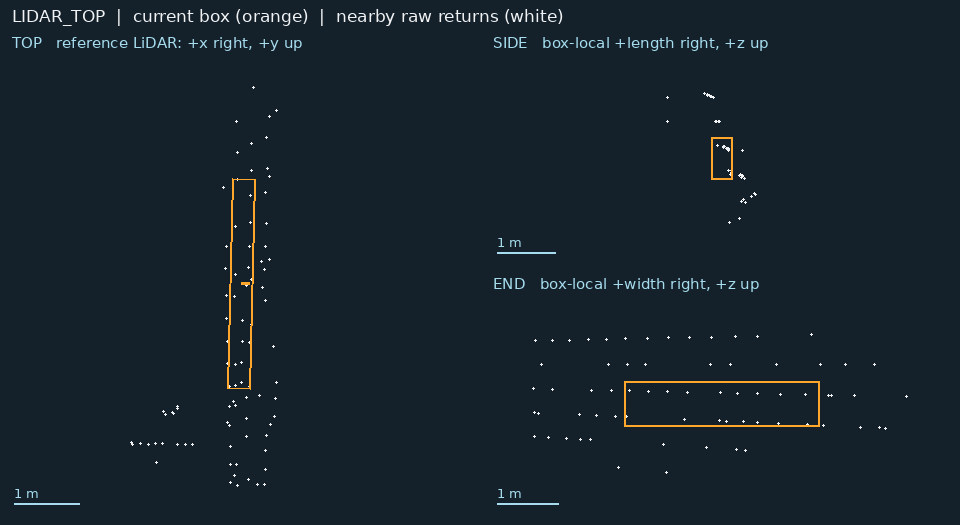 LIDAR_TOP | current box (orange) | nearby raw returns (white)
TOP reference LiDAR: +x right, +y up
SIDE box-local +length right, +z up
1 m
END box-local +width right, +z up
1 m
1 m